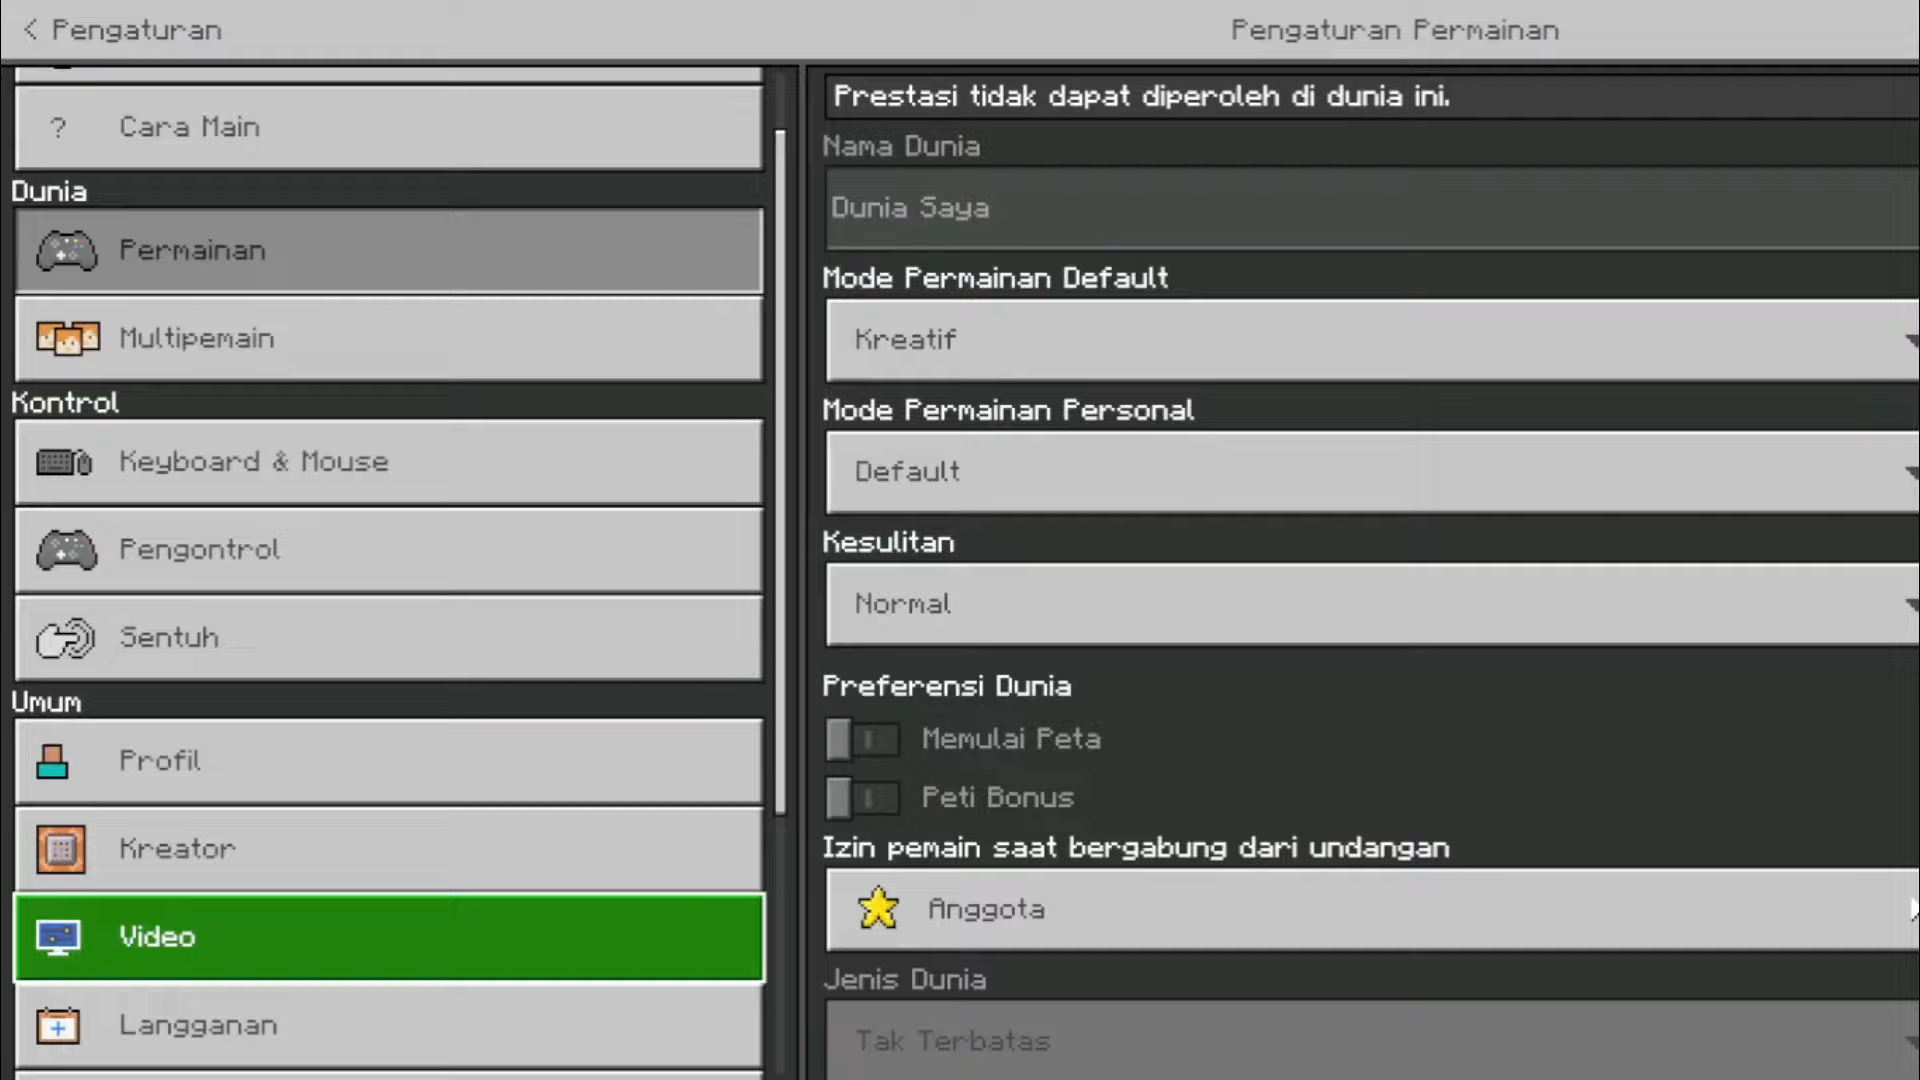 Pengaturan
Pengaturan Permainan
? Cara Main
Dunia
Permainan
Multipemain
Kontrol
Keyboard & Mouse
Pengontrol
Sentuh
Umum
Profil
Kreator
Video
Langganan
Prestasi tidak dapat diperoleh di dunia ini.
Nama Dunia
Dunia Saya
Mode Permainan Default
Kreatif
Mode Permainan Personal
Default
Kesulitan
Normal
Preferensi Dunia
Memulai Peta
Peti Bonus
Izin pemain saat bergabung dari undangan
Anggota
Jenis Dunia
Tak Terbatas